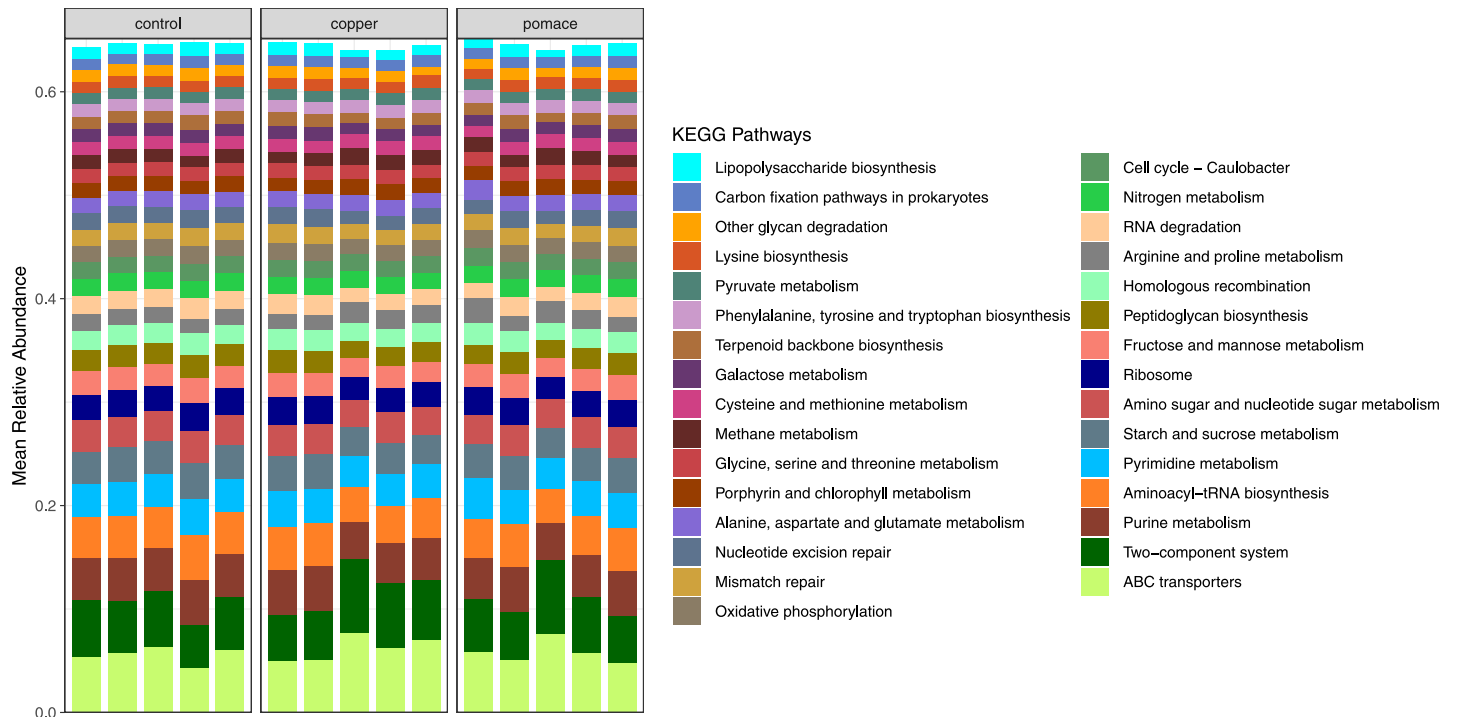 control
copper
pomace
0.6
0.4
0.2
0.0
Mean Relative Abundance
KEGG Pathways
Lipopolysaccharide biosynthesis
Carbon fixation pathways in prokaryotes
Other glycan degradation
Lysine biosynthesis
Pyruvate metabolism
Phenylalanine, tyrosine and tryptophan biosynthesis
Terpenoid backbone biosynthesis
Galactose metabolism
Cysteine and methionine metabolism
Methane metabolism
Glycine, serine and threonine metabolism
Porphyrin and chlorophyll metabolism
Alanine, aspartate and glutamate metabolism
Nucleotide excision repair
Mismatch repair
Oxidative phosphorylation
Cell cycle − Caulobacter
Nitrogen metabolism
RNA degradation
Arginine and proline metabolism
Homologous recombination
Peptidoglycan biosynthesis
Fructose and mannose metabolism
Ribosome
Amino sugar and nucleotide sugar metabolism
Starch and sucrose metabolism
Pyrimidine metabolism
Aminoacyl−tRNA biosynthesis
Purine metabolism
Two−component system
ABC transporters